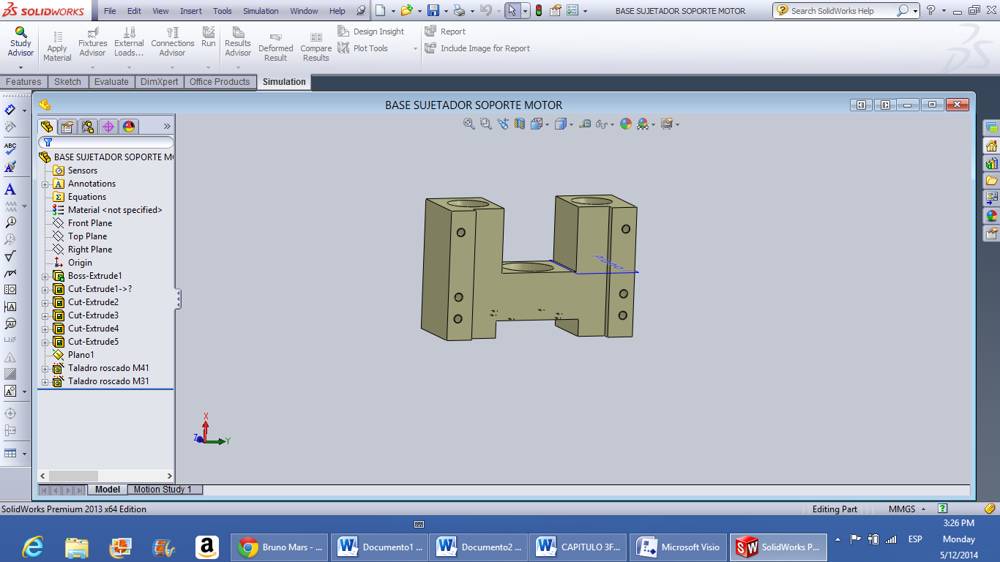 SOLIDWORKS File Edit View Insert Tools Simulation Window Help BASE SUJETADOR SOPORTE MOTOR Search SolidWorks Help
Study Advisor
Apply Material
Fixtures Advisor
External Loads...
Connections Advisor
Run
Results Advisor
Deformed Result
Compare Results
Design Insight
Plot Tools
Report
Include Image for Report
Features Sketch Evaluate DimXpert Office Products Simulation
BASE SUJETADOR SOPORTE MOTOR
ABC
BASE SUJETADOR SOPORTE MO
Sensors
Annotations
Equations
Material <not specified>
Front Plane
Top Plane
Right Plane
Origin
Boss-Extrude1
Cut-Extrude1->?
Cut-Extrude2
Cut-Extrude3
Cut-Extrude4
Cut-Extrude5
Plano1
Taladro roscado M41
Taladro roscado M31
Plano1
X
Z
Y
Model Motion Study 1
SolidWorks Premium 2013 x64 Edition Editing Part MMGS
Bruno Mars - ... Documento1 ... Documento2 ... CAPITULO 3F... Microsoft Visio SolidWorks P... ESP
3:26 PM
Monday
5/12/2014